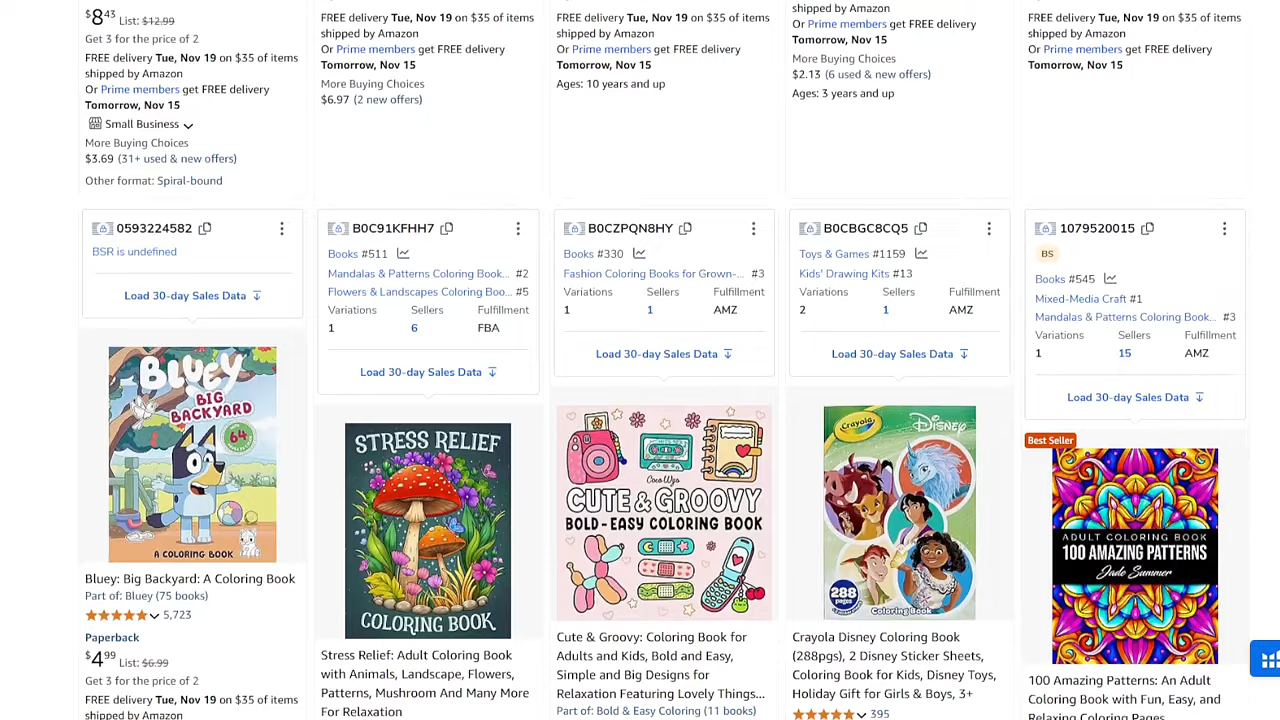 $8⁴³ List: $12.99
Get 3 for the price of 2
FREE delivery Tue, Nov 19 on $35 of items
shipped by Amazon
Or Prime members get FREE delivery
Tomorrow, Nov 15
Small Business
More Buying Choices
$3.69 (31+ used & new offers)
Other format: Spiral-bound
FREE delivery Tue, Nov 19 on $35 of items
shipped by Amazon
Or Prime members get FREE delivery
Tomorrow, Nov 15
More Buying Choices
$6.97 (2 new offers)
FREE delivery Tue, Nov 19 on $35 of items
shipped by Amazon
Or Prime members get FREE delivery
Tomorrow, Nov 15
Ages: 10 years and up
shipped by Amazon
Or Prime members get FREE delivery
Tomorrow, Nov 15
More Buying Choices
$2.13 (6 used & new offers)
Ages: 3 years and up
FREE delivery Tue, Nov 19 on $35 of items
shipped by Amazon
Or Prime members get FREE delivery
Tomorrow, Nov 15
0593224582
BSR is undefined
Load 30-day Sales Data
BLUEY
BIG
BACKYARD
64
A COLORING BOOK
Bluey: Big Backyard: A Coloring Book
Part of: Bluey (75 books)
5,723
Paperback
$4⁹⁹ List: $6.99
Get 3 for the price of 2
FREE delivery Tue, Nov 19 on $35 of items
shipped by Amazon
B0C91KFHH7
Books #511
Mandalas & Patterns Coloring Book... #2
Flowers & Landscapes Coloring Boo... #5
Variations Sellers Fulfillment
1 6 FBA
Load 30-day Sales Data
STRESS RELIEF
COLORING BOOK
Stress Relief: Adult Coloring Book
with Animals, Landscape, Flowers,
Patterns, Mushroom And Many More
For Relaxation
B0CZPQN8HY
Books #330
Fashion Coloring Books for Grown-... #3
Variations Sellers Fulfillment
1 1 AMZ
Load 30-day Sales Data
Coco Wyo
CUTE & GROOVY
BOLD - EASY COLORING BOOK
Cute & Groovy: Coloring Book for
Adults and Kids, Bold and Easy,
Simple and Big Designs for
Relaxation Featuring Lovely Things...
Part of: Bold & Easy Coloring (11 books)
B0CBGC8CQ5
Toys & Games #1159
Kids' Drawing Kits #13
Variations Sellers Fulfillment
2 1 AMZ
Load 30-day Sales Data
Crayola
Disney
288
pages
Coloring Book
Crayola Disney Coloring Book
(288pgs), 2 Disney Sticker Sheets,
Coloring Book for Kids, Disney Toys,
Holiday Gift for Girls & Boys, 3+
395
1079520015
BS
Books #545
Mixed-Media Craft #1
Mandalas & Patterns Coloring Book... #3
Variations Sellers Fulfillment
1 15 AMZ
Load 30-day Sales Data
Best Seller
ADULT COLORING BOOK
100 AMAZING PATTERNS
Jade Summer
100 Amazing Patterns: An Adult
Coloring Book with Fun, Easy, and
Relaxing Coloring Pages